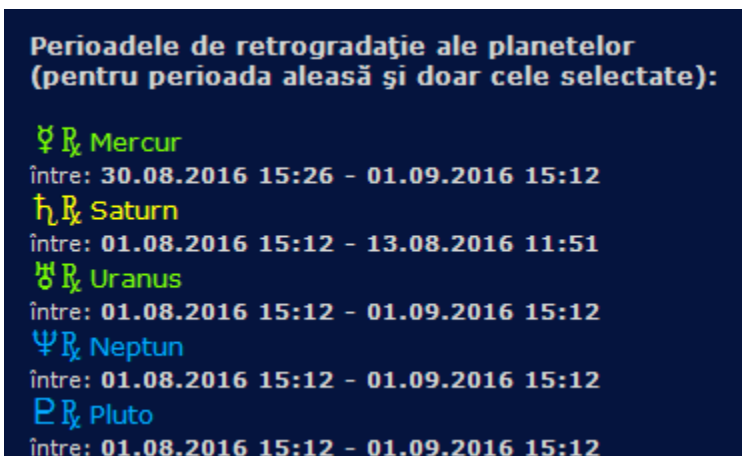 Perioadele de retrogradaţie ale planetelor
(pentru perioada aleasă şi doar cele selectate):
☿ ℞ Mercur
între: 30.08.2016 15:26 - 01.09.2016 15:12
♄ ℞ Saturn
între: 01.08.2016 15:12 - 13.08.2016 11:51
♅ ℞ Uranus
între: 01.08.2016 15:12 - 01.09.2016 15:12
♆ ℞ Neptun
între: 01.08.2016 15:12 - 01.09.2016 15:12
♇ ℞ Pluto
între: 01.08.2016 15:12 - 01.09.2016 15:12